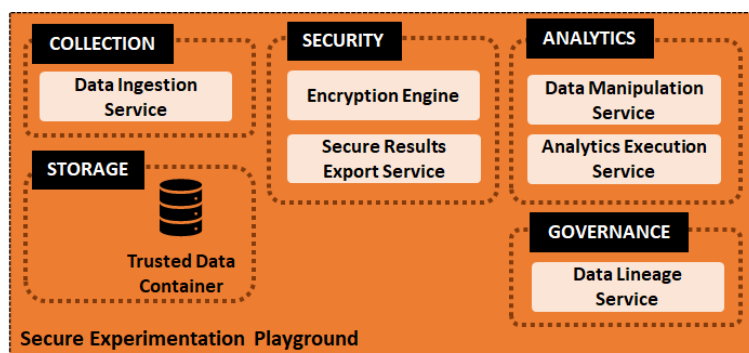 COLLECTION
Data Ingestion
Service
STORAGE
Trusted Data
Container
SECURITY
Encryption Engine
Secure Results
Export Service
ANALYTICS
Data Manipulation
Service
Analytics Execution
Service
GOVERNANCE
Data Lineage
Service
Secure Experimentation Playground